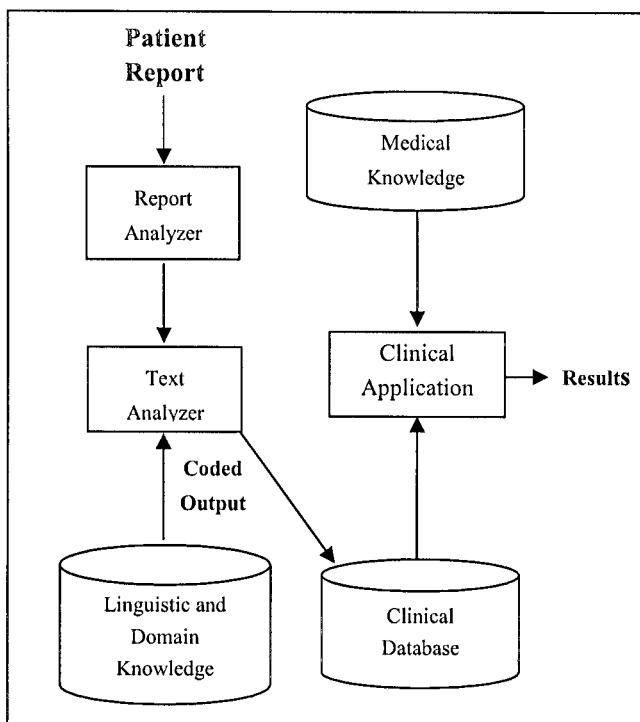 Patient
Report
Medical
Knowledge
Report
Analyzer
Text
Analyzer
Clinical
Application
Results
Coded
Output
Linguistic and
Domain
Knowledge
Clinical
Database